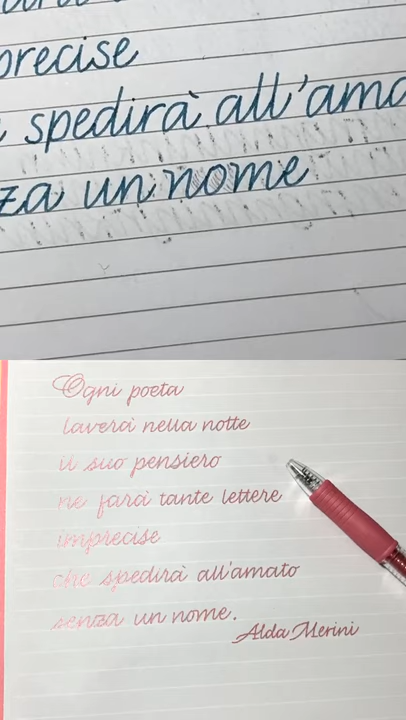 precise
spedirà all'ama
za un nome
Ogni poeta
laverà nella notte
il suo pensiero
ne farà tante lettere
imprecise
che spedirà all'amato
senza un nome.
Alda Merini